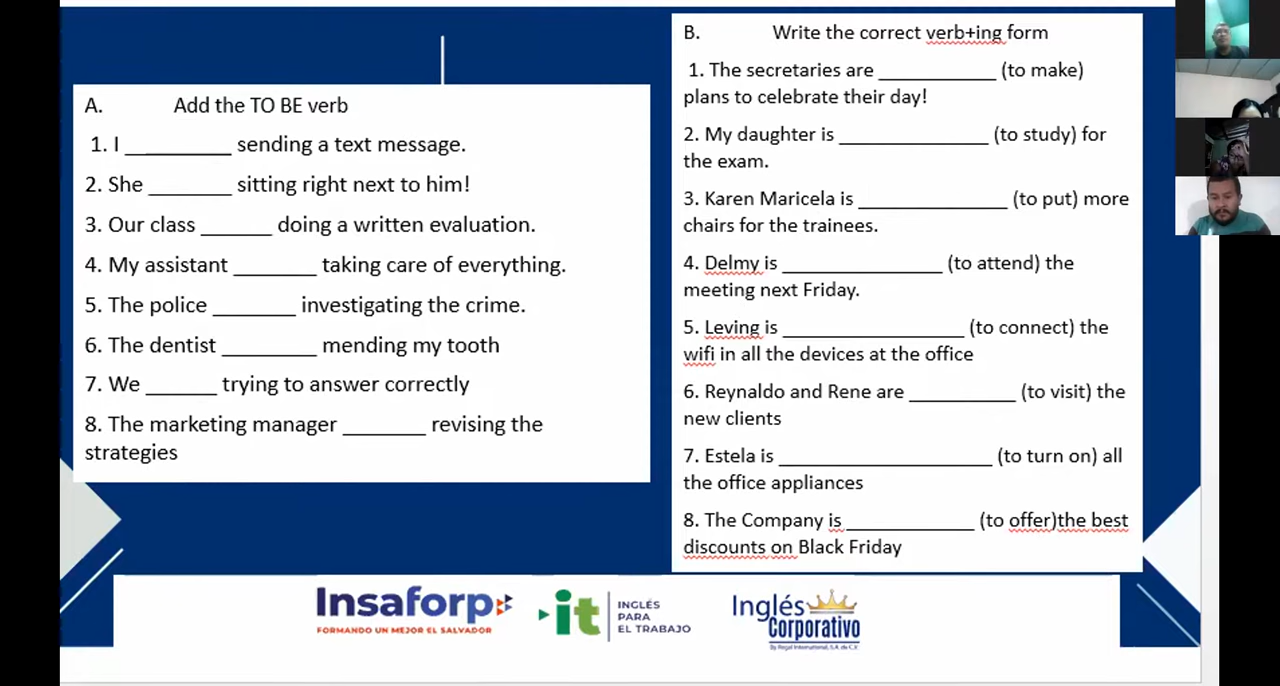 A. Add the TO BE verb
1. I __________ sending a text message.
2. She _______ sitting right next to him!
3. Our class ______ doing a written evaluation.
4. My assistant _______ taking care of everything.
5. The police _______ investigating the crime.
6. The dentist ________ mending my tooth
7. We ______ trying to answer correctly
8. The marketing manager _______ revising the
strategies
B. Write the correct verb+ing form
1. The secretaries are ___________ (to make)
plans to celebrate their day!
2. My daughter is ______________ (to study) for
the exam.
3. Karen Maricela is ______________ (to put) more
chairs for the trainees.
4. Delmy is _______________ (to attend) the
meeting next Friday.
5. Leving is _________________ (to connect) the
wifi in all the devices at the office
6. Reynaldo and Rene are __________ (to visit) the
new clients
7. Estela is ____________________ (to turn on) all
the office appliances
8. The Company is ____________ (to offer)the best
discounts on Black Friday
Insaforp
FORMANDO UN MEJOR EL SALVADOR
it
INGLÉS
PARA
EL TRABAJO
Inglés
Corporativo
By Regal International, S.A. de C.V.